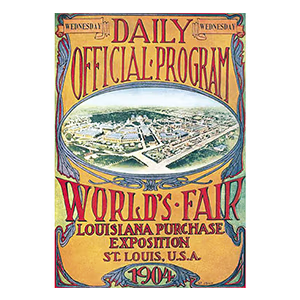 WEDNESDAY DAILY WEDNESDAY
OFFICIAL·PROGRAM
WORLD'S·FAIR
LOUISIANA PURCHASE
EXPOSITION
ST. LOUIS, U.S.A.
1904